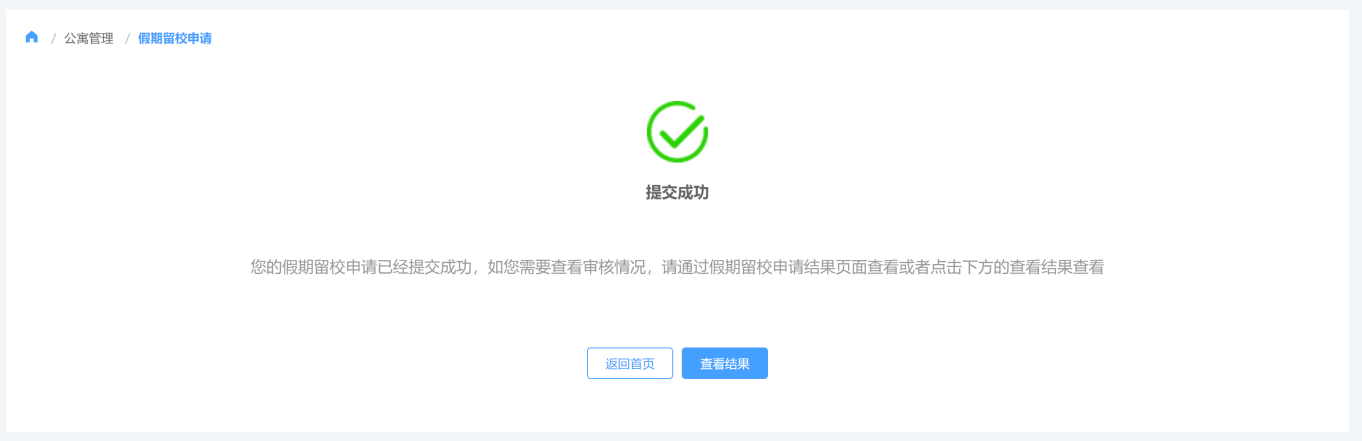 / 公寓管理 / 假期留校申请
提交成功
您的假期留校申请已经提交成功，如您需要查看审核情况，请通过假期留校申请结果页面查看或者点击下方的查看结果查看
返回首页 查看结果